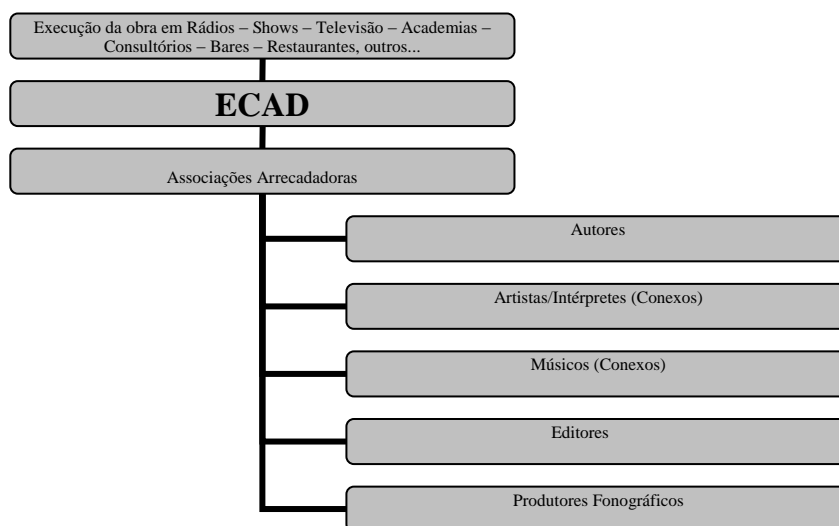 Execução da obra em Rádios – Shows – Televisão – Academias –
Consultórios – Bares – Restaurantes, outros...
ECAD
Associações Arrecadadoras
Autores
Artistas/Intérpretes (Conexos)
Músicos (Conexos)
Editores
Produtores Fonográficos